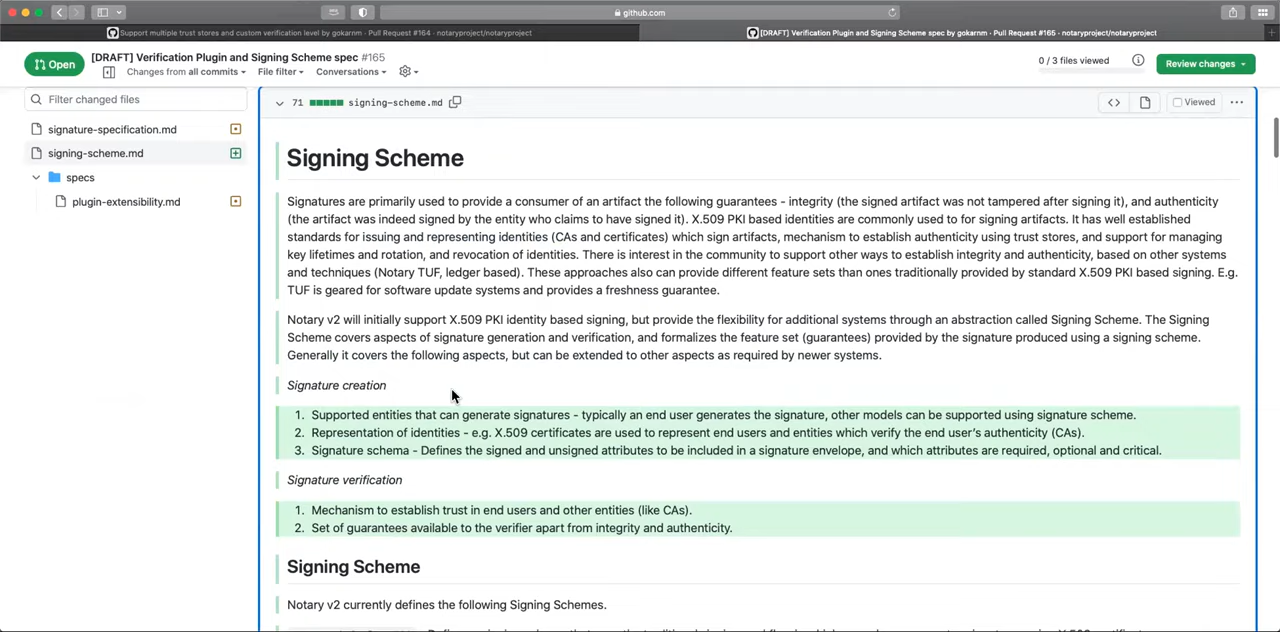 github.com
Support multiple trust stores and custom verification level by gokarnm · Pull Request #164 · notaryproject/notaryproject
[DRAFT] Verification Plugin and Signing Scheme spec by gokarnm · Pull Request #165 · notaryproject/notaryproject
Open
[DRAFT] Verification Plugin and Signing Scheme spec #165
Changes from all commits
File filter
Conversations
0 / 3 files viewed
Review changes
Filter changed files
signature-specification.md
signing-scheme.md
specs
plugin-extensibility.md
71
signing-scheme.md
Viewed
Signing Scheme
Signatures are primarily used to provide a consumer of an artifact the following guarantees - integrity (the signed artifact was not tampered after signing it), and authenticity
(the artifact was indeed signed by the entity who claims to have signed it). X.509 PKI based identities are commonly used to for signing artifacts. It has well established
standards for issuing and representing identities (CAs and certificates) which sign artifacts, mechanism to establish authenticity using trust stores, and support for managing
key lifetimes and rotation, and revocation of identities. There is interest in the community to support other ways to establish integrity and authenticity, based on other systems
and techniques (Notary TUF, ledger based). These approaches also can provide different feature sets than ones traditionally provided by standard X.509 PKI based signing. E.g.
TUF is geared for software update systems and provides a freshness guarantee.
Notary v2 will initially support X.509 PKI identity based signing, but provide the flexibility for additional systems through an abstraction called Signing Scheme. The Signing
Scheme covers aspects of signature generation and verification, and formalizes the feature set (guarantees) provided by the signature produced using a signing scheme.
Generally it covers the following aspects, but can be extended to other aspects as required by newer systems.
Signature creation
1. Supported entities that can generate signatures - typically an end user generates the signature, other models can be supported using signature scheme.
2. Representation of identities - e.g. X.509 certificates are used to represent end users and entities which verify the end user's authenticity (CAs).
3. Signature schema - Defines the signed and unsigned attributes to be included in a signature envelope, and which attributes are required, optional and critical.
Signature verification
1. Mechanism to establish trust in end users and other entities (like CAs).
2. Set of guarantees available to the verifier apart from integrity and authenticity.
Signing Scheme
Notary v2 currently defines the following Signing Schemes.